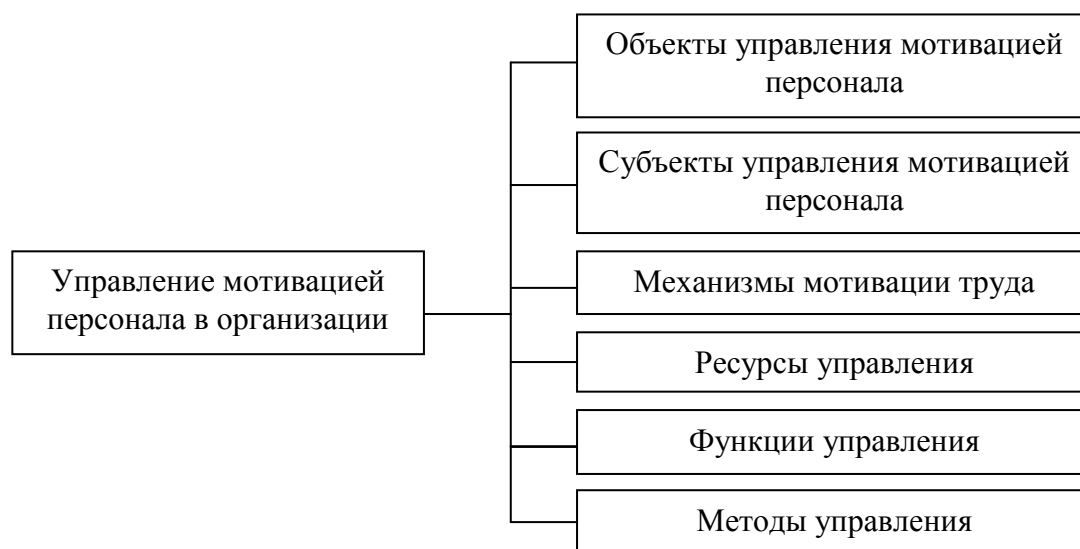 Объекты управления мотивацией
персонала
Субъекты управления мотивацией
персонала
Управление мотивацией
персонала в организации
Механизмы мотивации труда
Ресурсы управления
Функции управления
Методы управления